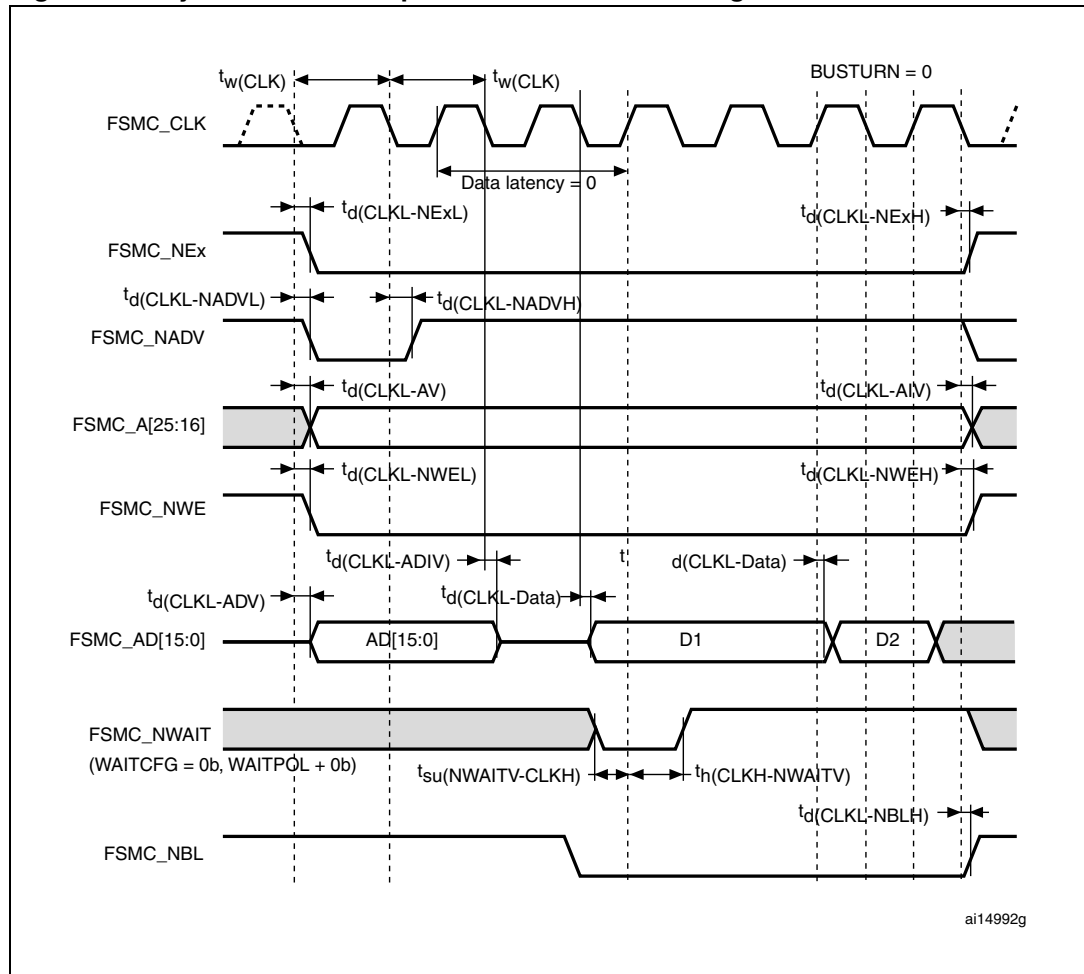 BUSTURN = 0
tw(CLK) tw(CLK)
FSMC_CLK
Data latency = 0
td(CLKL-NExL) td(CLKL-NExH)
FSMC_NEx
td(CLKL-NADVL) td(CLKL-NADVH)
FSMC_NADV
td(CLKL-AV) td(CLKL-AIV)
FSMC_A[25:16]
td(CLKL-NWEL) td(CLKL-NWEH)
FSMC_NWE
td(CLKL-ADIV) t d(CLKL-Data)
td(CLKL-ADV) td(CLKL-Data)
FSMC_AD[15:0] AD[15:0] D1 D2
FSMC_NWAIT
(WAITCFG = 0b, WAITPOL + 0b)
tsu(NWAITV-CLKH) th(CLKH-NWAITV)
td(CLKL-NBLH)
FSMC_NBL
ai14992g